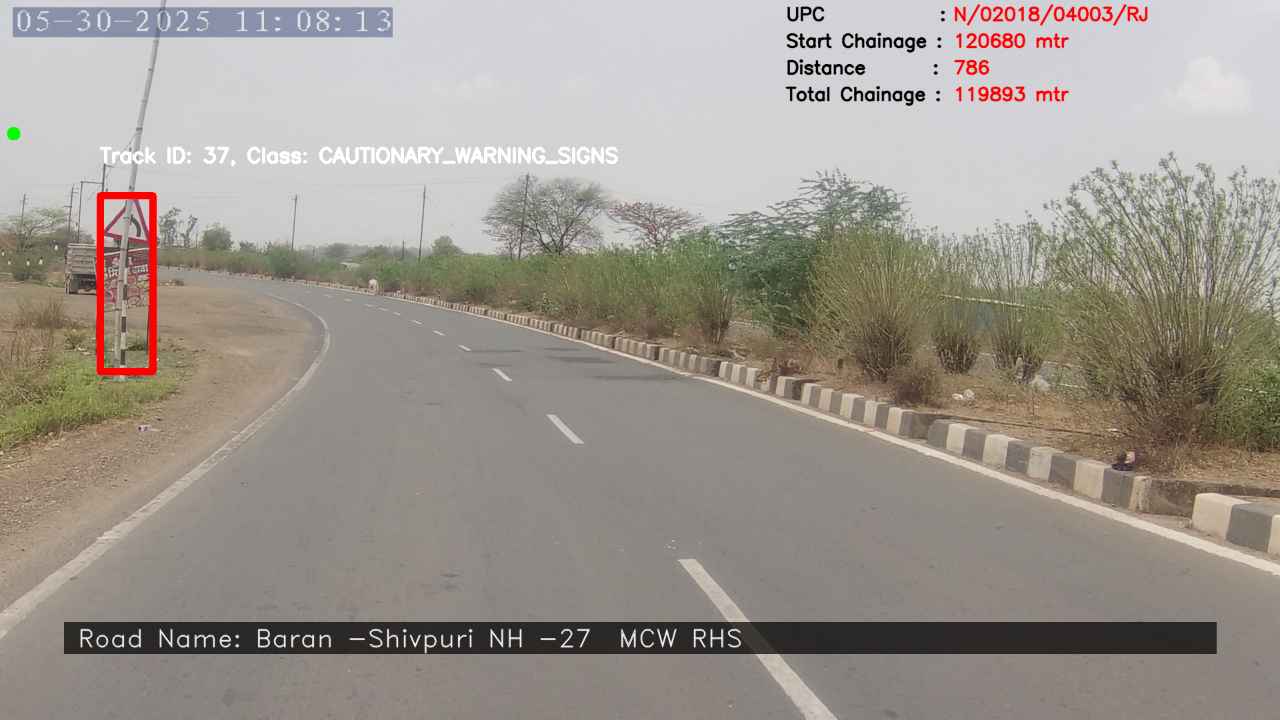 05-30-2025 11:08:13
UPC : N/02018/04003/RJ
Start Chainage : 120680 mtr
Distance : 786
Total Chainage : 119893 mtr
Track ID: 37, Class: CAUTIONARY_WARNING_SIGNS
Road Name: Baran -Shivpuri NH -27 MCW RHS